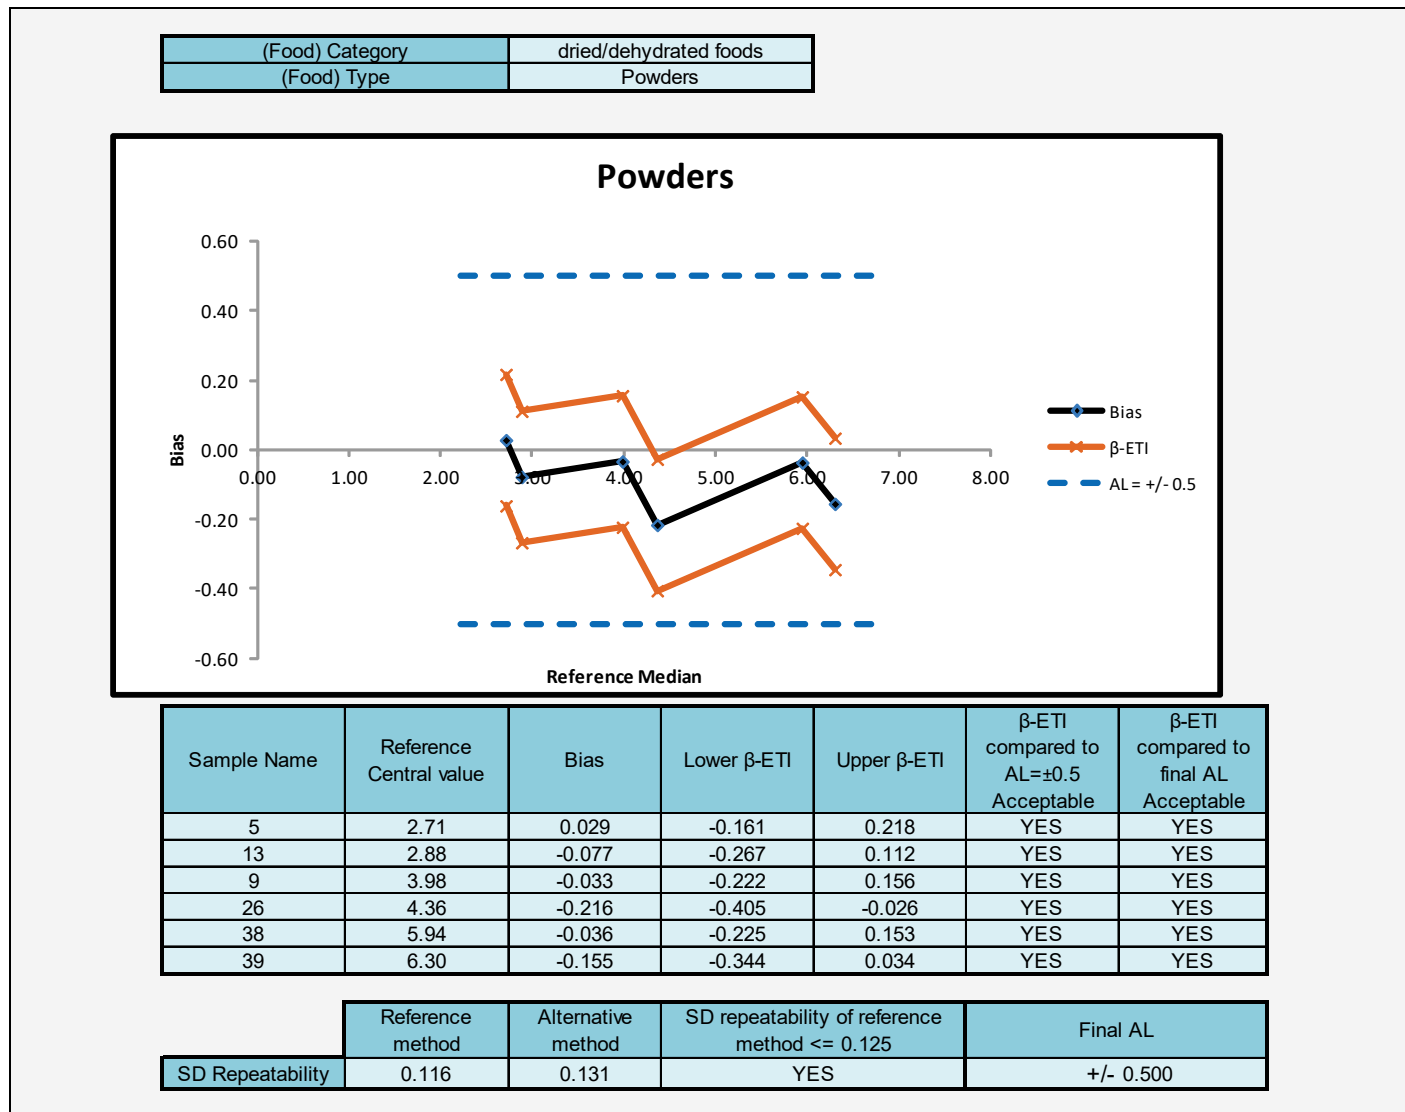 (Food) Category dried/dehydrated foods
(Food) Type Powders
Powders
0.60
0.40
0.20
0.00
-0.20
-0.40
-0.60
Bias
0.00 1.00 2.00 3.00 4.00 5.00 6.00 7.00 8.00
Reference Median
Bias
β-ETI
AL = +/- 0.5
Sample Name Reference Central value Bias Lower β-ETI Upper β-ETI β-ETI compared to AL=±0.5 Acceptable β-ETI compared to final AL Acceptable
5 2.71 0.029 -0.161 0.218 YES YES
13 2.88 -0.077 -0.267 0.112 YES YES
9 3.98 -0.033 -0.222 0.156 YES YES
26 4.36 -0.216 -0.405 -0.026 YES YES
38 5.94 -0.036 -0.225 0.153 YES YES
39 6.30 -0.155 -0.344 0.034 YES YES
Reference method Alternative method SD repeatability of reference method <= 0.125 Final AL
SD Repeatability 0.116 0.131 YES +/- 0.500